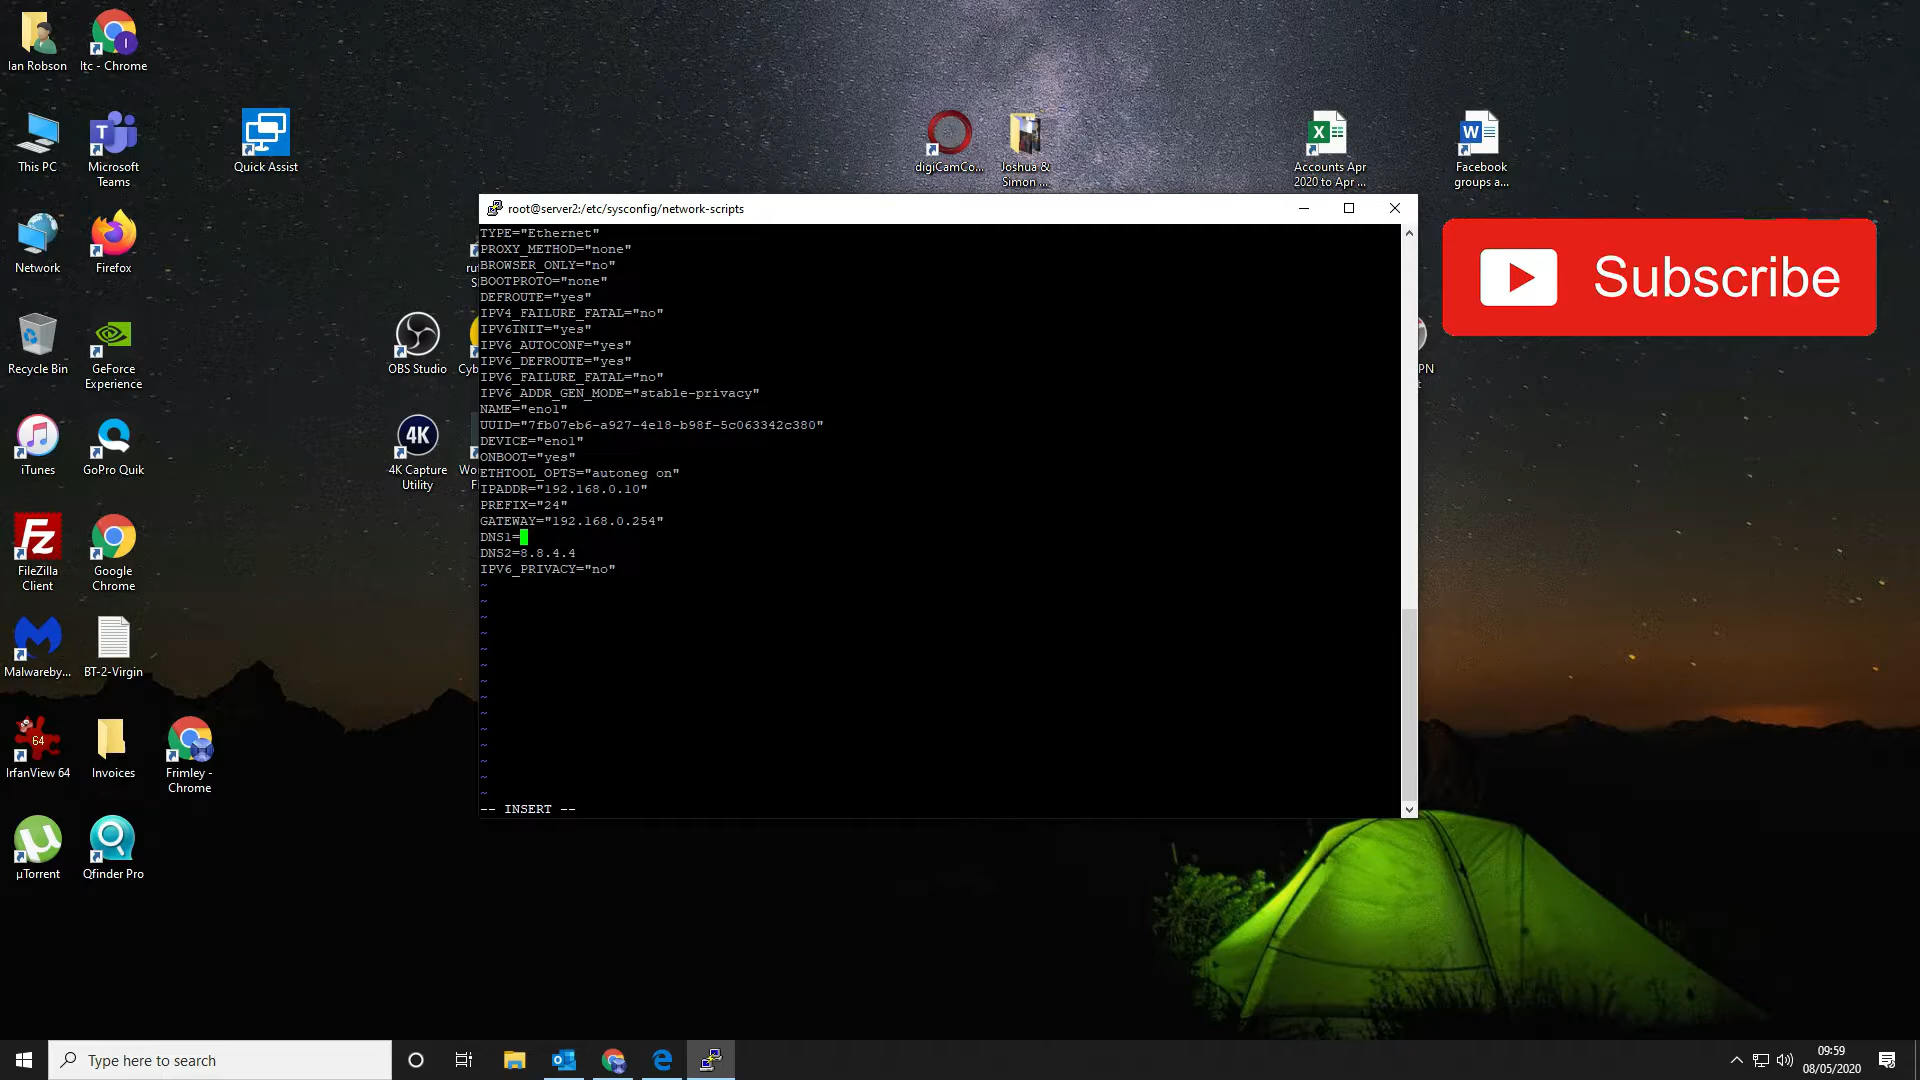 Ian Robson
Itc - Chrome
This PC
Microsoft
Teams
Quick Assist
digiCamCo...
Joshua &
Simon ...
Accounts Apr
2020 to Apr ...
Facebook
groups a...
Network
Firefox
Recycle Bin
GeForce
Experience
OBS Studio
iTunes
GoPro Quik
4K
4K Capture
Utility
FileZilla
Client
Google
Chrome
Malwareby...
BT-2-Virgin
64
IrfanView 64
Invoices
Frimley -
Chrome
µTorrent
Qfinder Pro
root@server2:/etc/sysconfig/network-scripts
TYPE="Ethernet"
PROXY_METHOD="none"
BROWSER_ONLY="no"
BOOTPROTO="none"
DEFROUTE="yes"
IPV4_FAILURE_FATAL="no"
IPV6INIT="yes"
IPV6_AUTOCONF="yes"
IPV6_DEFROUTE="yes"
IPV6_FAILURE_FATAL="no"
IPV6_ADDR_GEN_MODE="stable-privacy"
NAME="eno1"
UUID="7fb07eb6-a927-4e18-b98f-5c063342c380"
DEVICE="eno1"
ONBOOT="yes"
ETHTOOL_OPTS="autoneg on"
IPADDR="192.168.0.10"
PREFIX="24"
GATEWAY="192.168.0.254"
DNS1=
DNS2=8.8.4.4
IPV6_PRIVACY="no"
~
~
~
~
~
~
~
~
~
~
~
~
~
~
-- INSERT --
Subscribe
Type here to search
09:59
08/05/2020